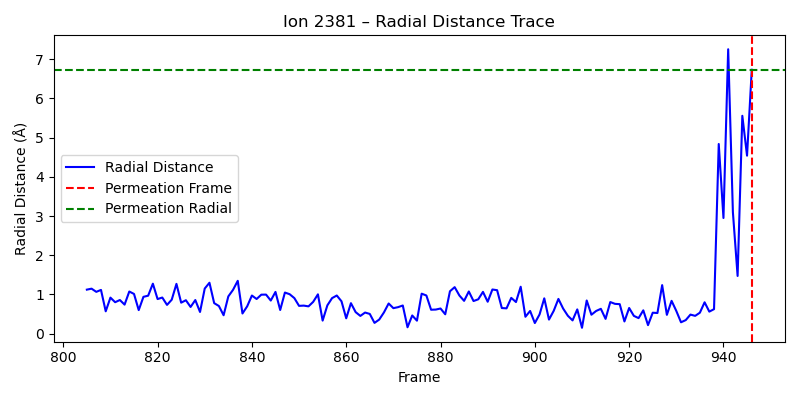 Ion 2381 – Radial Distance Trace
Radial Distance (Å)
7
6
5
4
3
2
1
0
Radial Distance
Permeation Frame
Permeation Radial
800 820 840 860 880 900 920 940
Frame